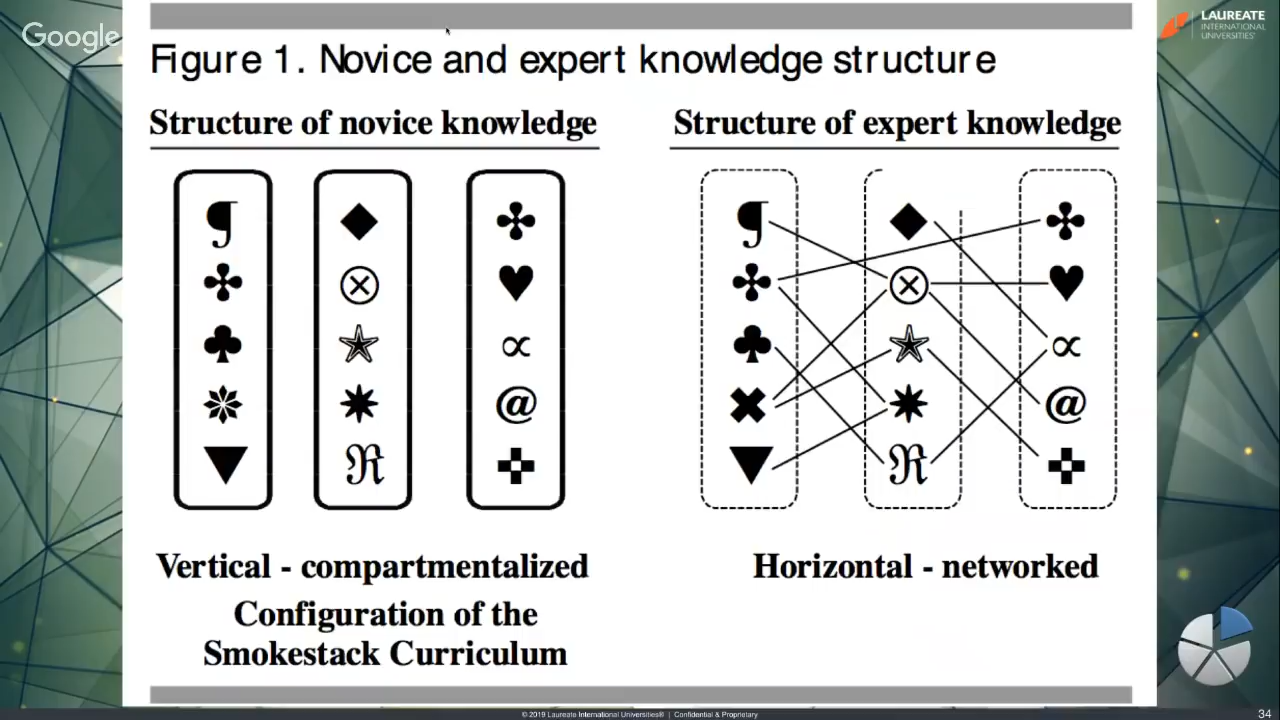 Google
LAUREATE
INTERNATIONAL
UNIVERSITIES®
Figure 1. Novice and expert knowledge structure
Structure of novice knowledge
Structure of expert knowledge
¶ ◆ ✤
✤ ⊗ ♥
♣ ✯ ∝
❇ ✷ @
▼ ℜ ✜
¶ ◆ ✤
✤ ⊗ ♥
♣ ✯ ∝
✖ ✷ @
▼ ℜ ✜
Vertical - compartmentalized
Configuration of the
Smokestack Curriculum
Horizontal - networked
© 2019 Laureate International Universities® | Confidential & Proprietary
34